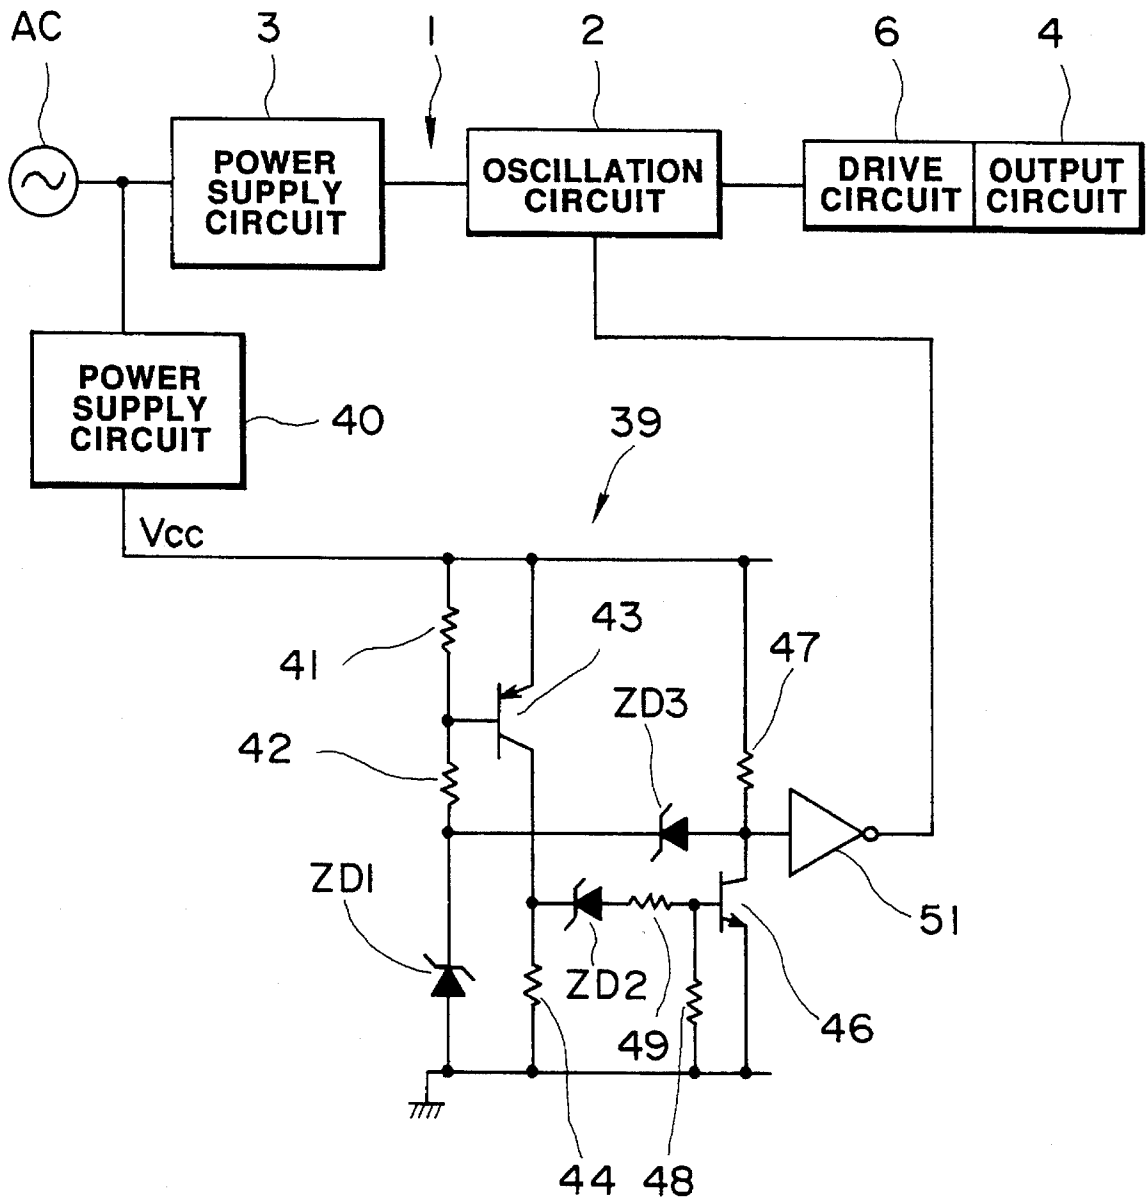 AC
3
1
2
6
4
POWER
SUPPLY
CIRCUIT
OSCILLATION
CIRCUIT
DRIVE
CIRCUIT
OUTPUT
CIRCUIT
POWER
SUPPLY
CIRCUIT
40
39
Vcc
43
41
47
ZD3
42
ZD1
51
ZD2
46
49
44
48